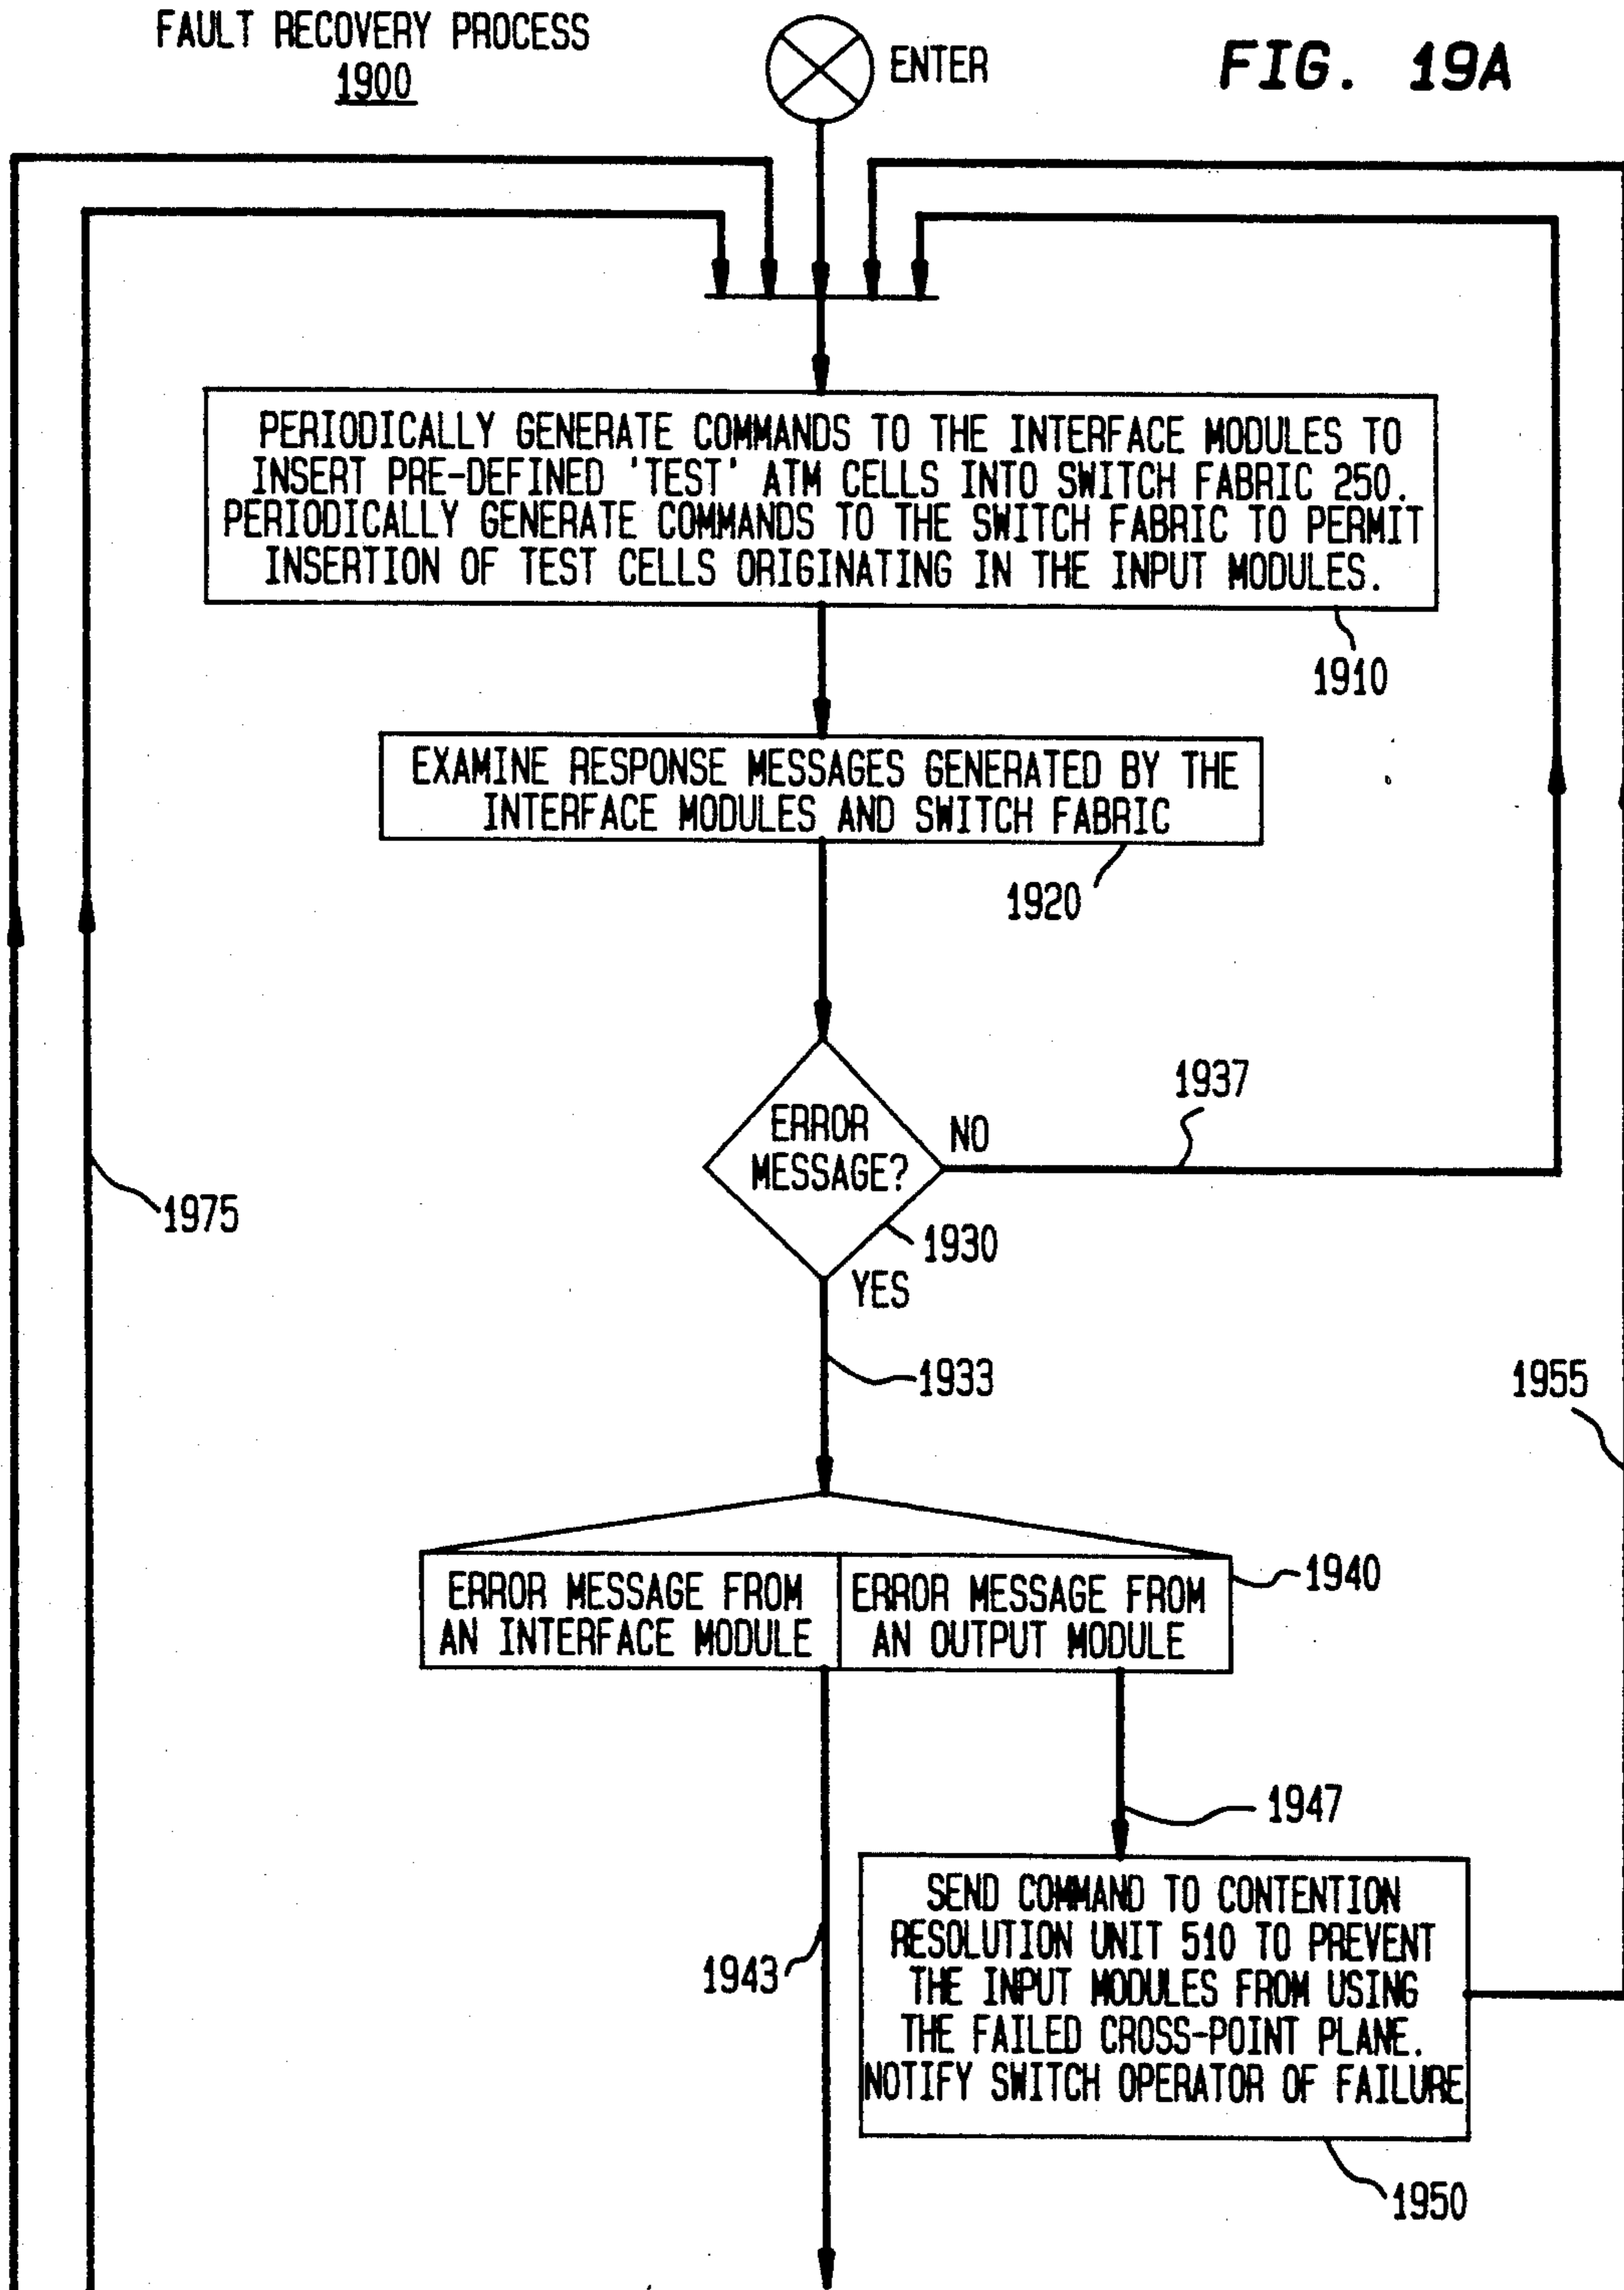 FAULT RECOVERY PROCESS
1900
ENTER
FIG. 19A
PERIODICALLY GENERATE COMMANDS TO THE INTERFACE MODULES TO
INSERT PRE-DEFINED 'TEST' ATM CELLS INTO SWITCH FABRIC 250.
PERIODICALLY GENERATE COMMANDS TO THE SWITCH FABRIC TO PERMIT
INSERTION OF TEST CELLS ORIGINATING IN THE INPUT MODULES.
1910
EXAMINE RESPONSE MESSAGES GENERATED BY THE
INTERFACE MODULES AND SWITCH FABRIC
1920
ERROR
MESSAGE?
NO
1937
1975
1930
YES
1933
1955
ERROR MESSAGE FROM
AN INTERFACE MODULE
ERROR MESSAGE FROM
AN OUTPUT MODULE
1940
1947
SEND COMMAND TO CONTENTION
RESOLUTION UNIT 510 TO PREVENT
THE INPUT MODULES FROM USING
THE FAILED CROSS-POINT PLANE.
NOTIFY SWITCH OPERATOR OF FAILURE
1943
1950